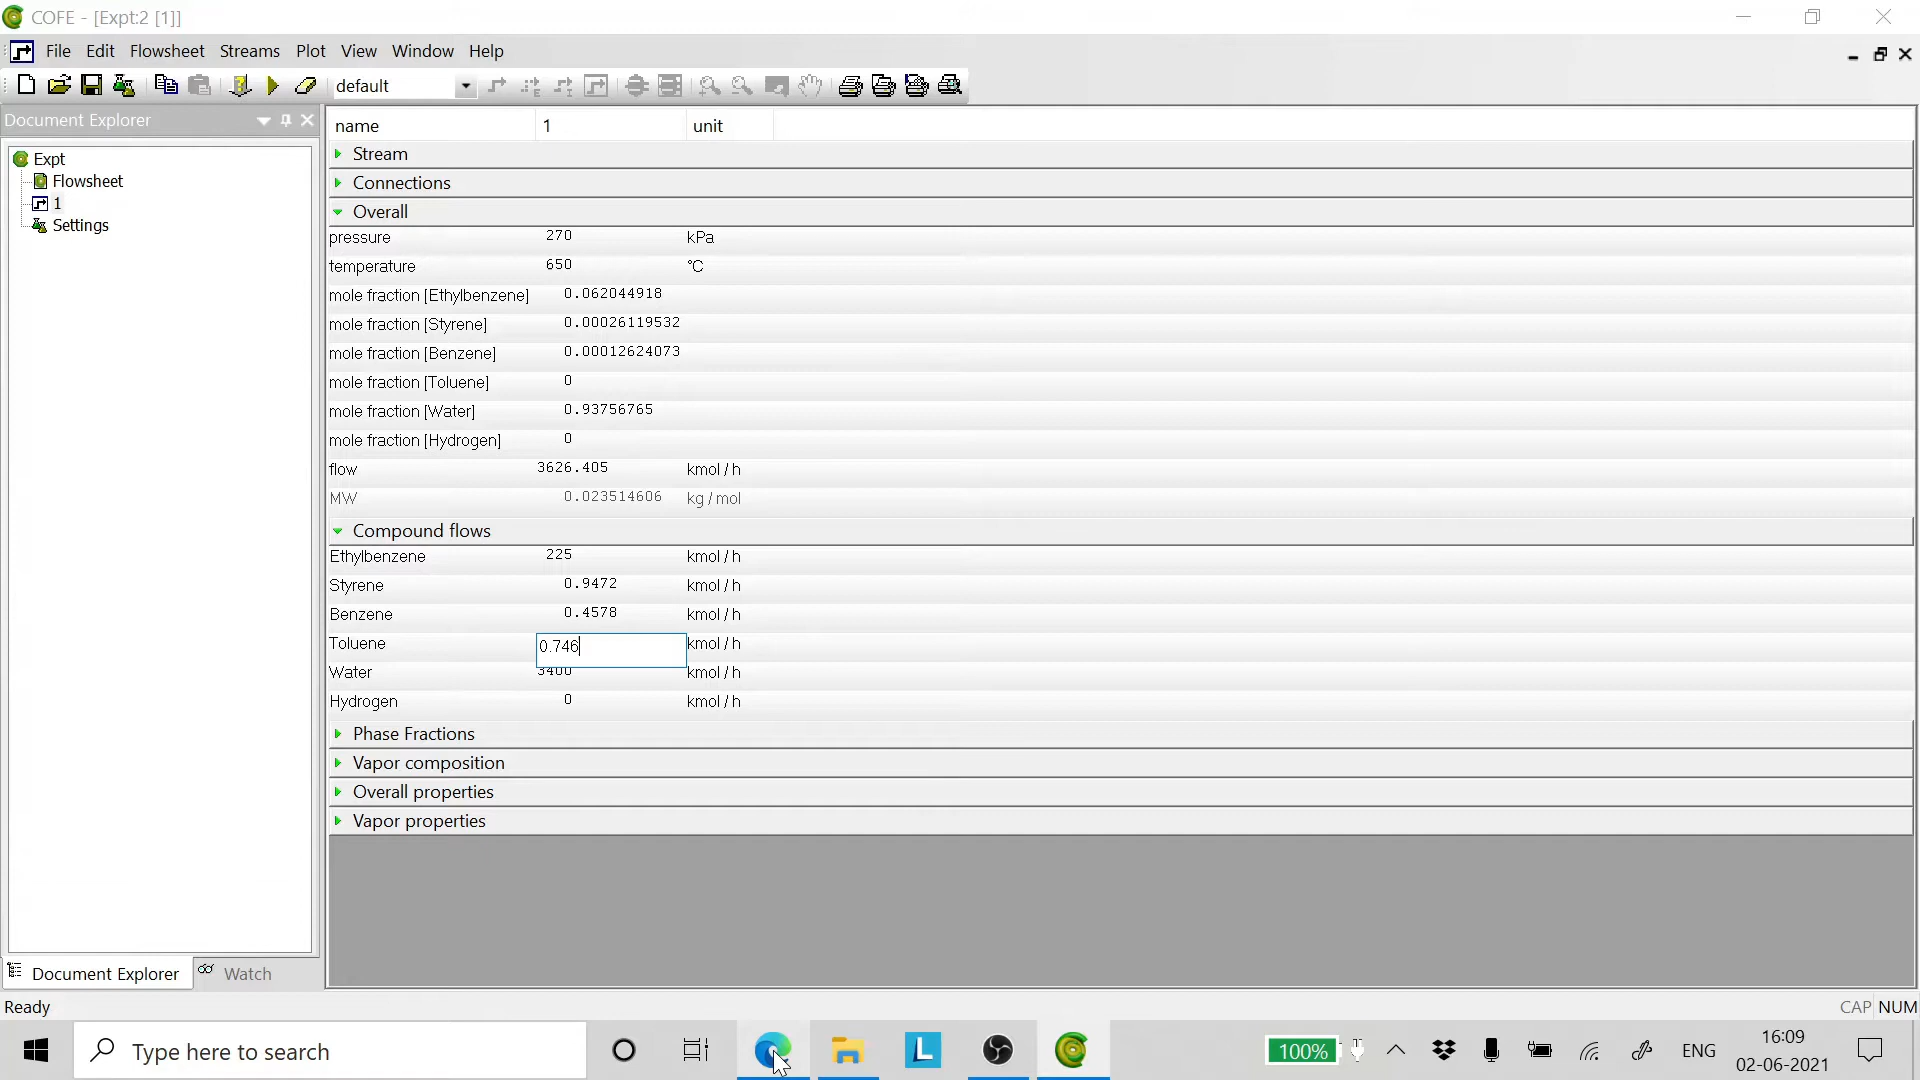 COFE - [Expt:2 [1]]
File Edit Flowsheet Streams Plot View Window Help
default
Document Explorer
Expt
Flowsheet
1
Settings
name 1 unit
Stream
Connections
Overall
pressure 270 kPa
temperature 650 °C
mole fraction [Ethylbenzene] 0.062044918
mole fraction [Styrene] 0.00026119532
mole fraction [Benzene] 0.00012624073
mole fraction [Toluene] 0
mole fraction [Water] 0.93756765
mole fraction [Hydrogen] 0
flow 3626.405 kmol / h
MW 0.023514606 kg / mol
Compound flows
Ethylbenzene 225 kmol / h
Styrene 0.9472 kmol / h
Benzene 0.4578 kmol / h
Toluene 0.746 kmol / h
Water 3400 kmol / h
Hydrogen 0 kmol / h
Phase Fractions
Vapor composition
Overall properties
Vapor properties
Document Explorer Watch
Ready CAP NUM
Type here to search
L
100%
ENG
16:09
02-06-2021